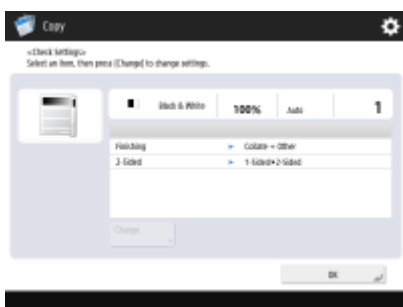 Copy
<Check Settings>
Select an item, then press [Change] to change settings.
Black & White 100% Auto 1
Finishing ► Collate + Other
2-Sided ► 1-Sided►2-Sided
Change
OK